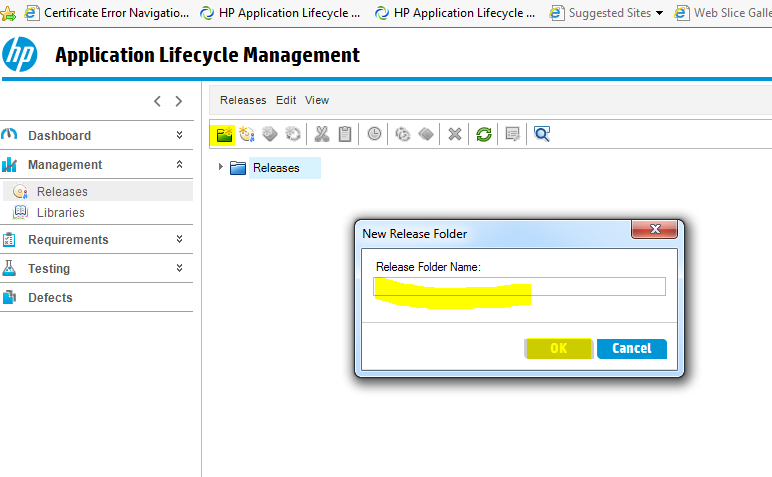 Certificate Error Navigatio... HP Application Lifecycle ... HP Application Lifecycle ... Suggested Sites Web Slice Galle
hp Application Lifecycle Management
Releases Edit View
Dashboard
Management
Releases
Libraries
Requirements
Testing
Defects
Releases
New Release Folder
Release Folder Name:
OK Cancel